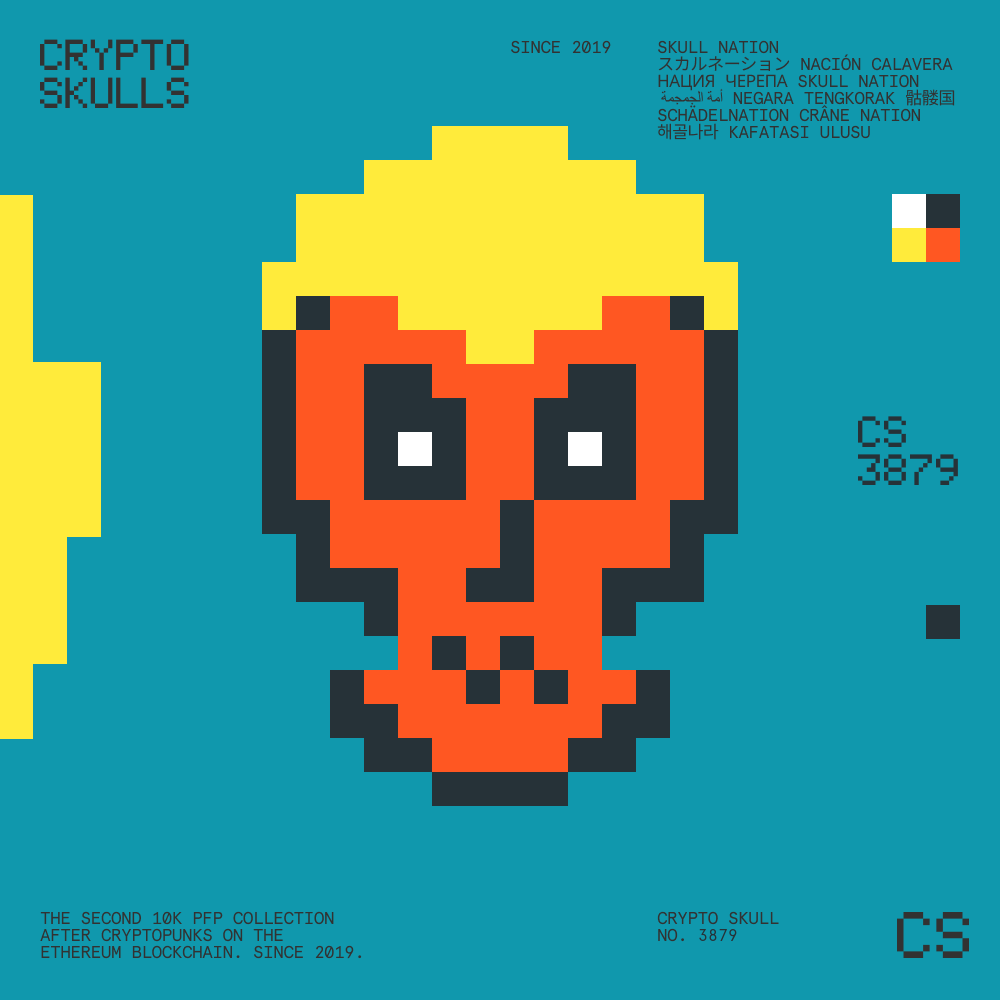 CRYPTO
SKULLS
SINCE 2019
SKULL NATION
スカルネーション NACIÓN CALAVERA
НАЦИЯ ЧЕРЕПА SKULL NATION
أمة الجمجمة NEGARA TENGKORAK 骷髅国
SCHÄDELNATION CRÂNE NATION
해골나라 KAFATASI ULUSU
CS
3879
THE SECOND 10K PFP COLLECTION
AFTER CRYPTOPUNKS ON THE
ETHEREUM BLOCKCHAIN. SINCE 2019.
CRYPTO SKULL
NO. 3879
CS